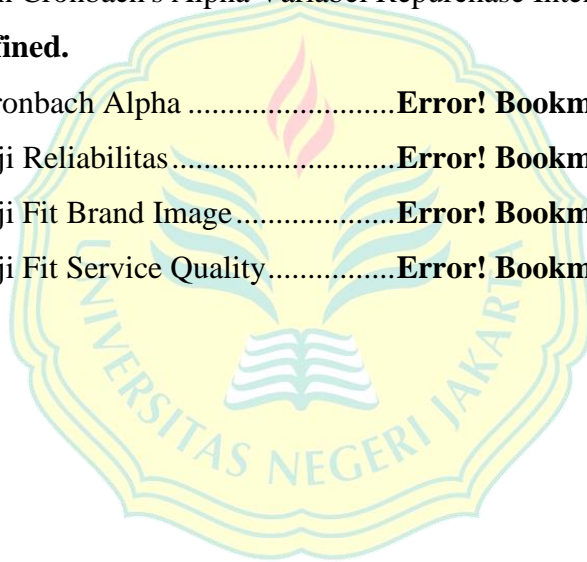 Cronbach's Alpha Variabel Repurchase
fined.
ronbach Alpha ..........................Error! Bookm
ji Reliabilitas............................Error! Bookm
ji Fit Brand Image....................Error! Bookm
ji Fit Service Quality................Error! Bookm
UNIVERSITAS NEGERI JAKARTA